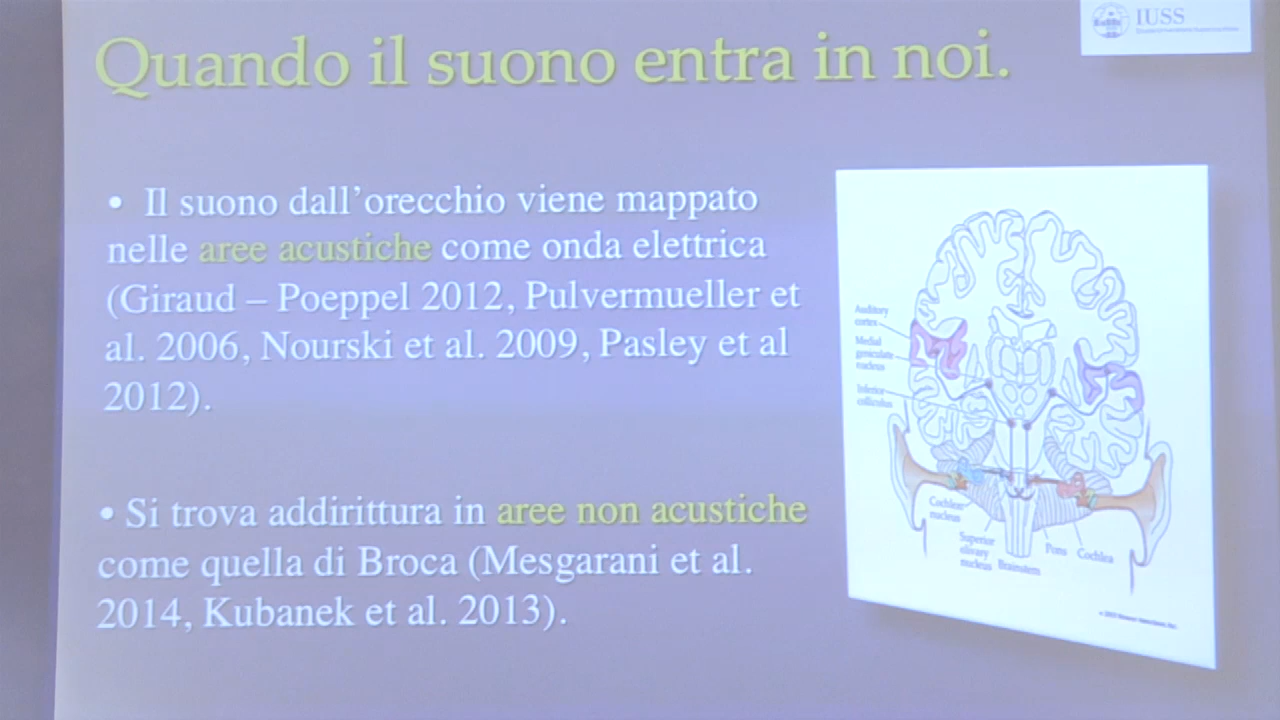 IUSS
Quando il suono entra in noi.
• Il suono dall'orecchio viene mappato
nelle aree acustiche come onda elettrica
(Giraud – Poeppel 2012, Pulvermueller et
al. 2006, Nourski et al. 2009, Pasley et al
2012).
• Si trova addirittura in aree non acustiche
come quella di Broca (Mesgarani et al.
2014, Kubanek et al. 2013).
Auditory
cortex
Medial
geniculate
nucleus
Inferior
colliculus
Cochlear
nucleus
Superior
olivary
nucleus
Brainstem
Pons
Cochlea